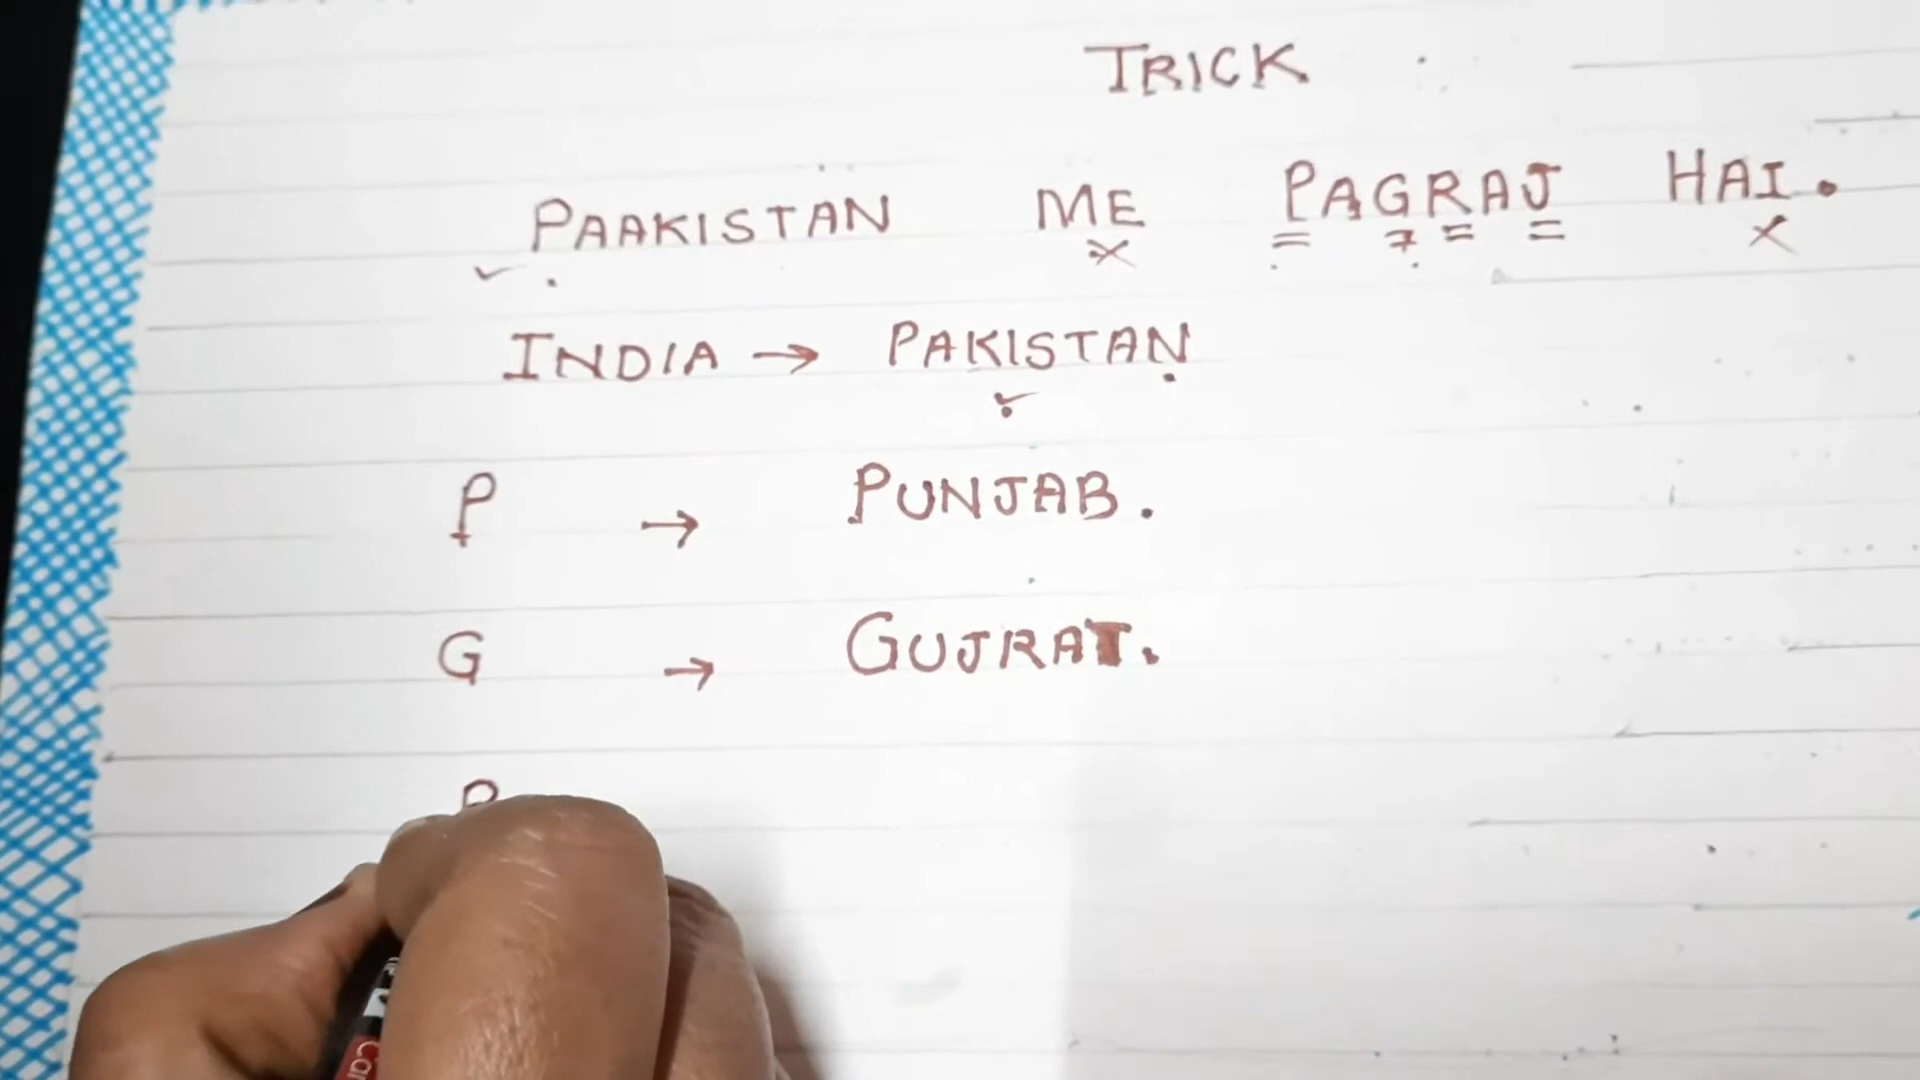 TRICK
PAAKISTAN ME PAGRAJ HAI.
INDIA → PAKISTAN
P → PUNJAB.
G → GUJRAT.